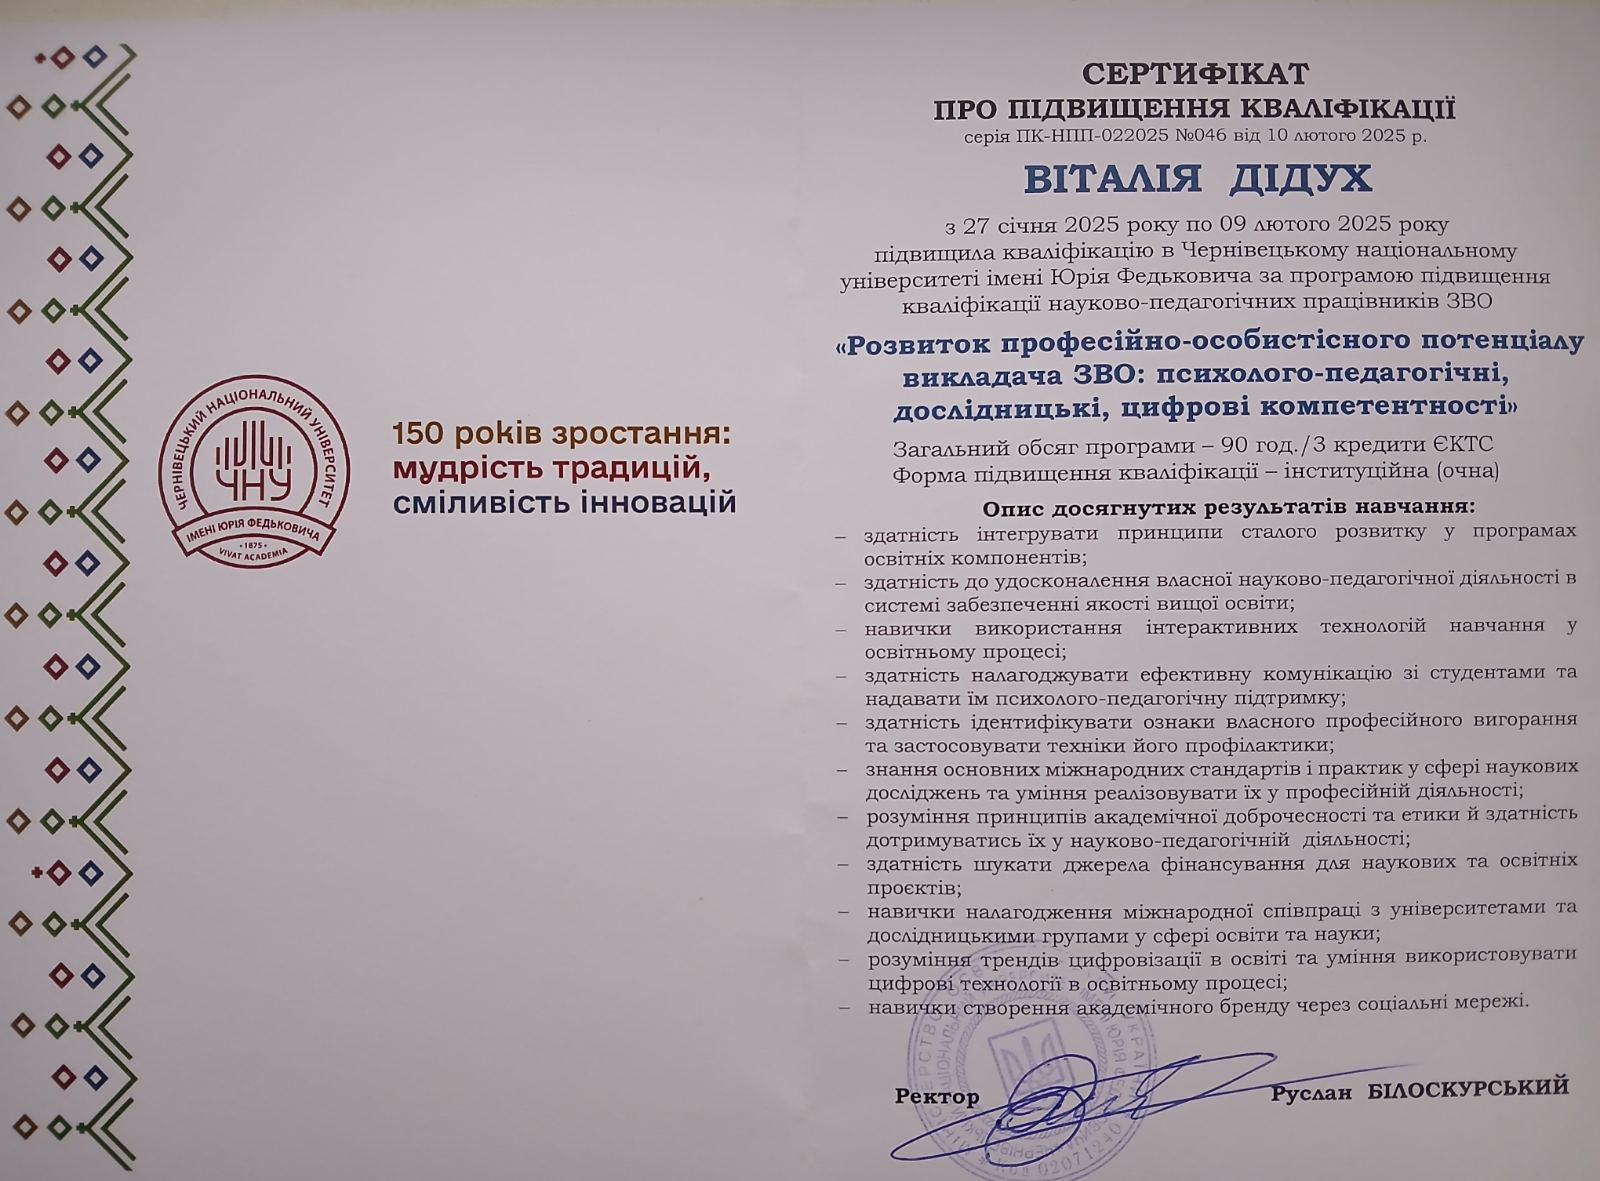 ЧЕРНІВЕЦЬКИЙ НАЦІОНАЛЬНИЙ УНІВЕРСИТЕТ
ЧНУ
ІМЕНІ ЮРІЯ ФЕДЬКОВИЧА
•1875•
VIVAT ACADEMIA
150 років зростання:
мудрість традицій,
сміливість інновацій
СЕРТИФІКАТ
ПРО ПІДВИЩЕННЯ КВАЛІФІКАЦІЇ
серія ПК-НПП-022025 №046 від 10 лютого 2025 р.
ВІТАЛІЯ ДІДУХ
з 27 січня 2025 року по 09 лютого 2025 року
підвищила кваліфікацію в Чернівецькому національному
університеті імені Юрія Федьковича за програмою підвищення
кваліфікації науково-педагогічних працівників ЗВО
«Розвиток професійно-особистісного потенціалу
викладача ЗВО: психолого-педагогічні,
дослідницькі, цифрові компетентності»
Загальний обсяг програми – 90 год./3 кредити ЄКТС
Форма підвищення кваліфікації – інституційна (очна)
Опис досягнутих результатів навчання:
– здатність інтегрувати принципи сталого розвитку у програмах
освітніх компонентів;
– здатність до удосконалення власної науково-педагогічної діяльності в
системі забезпеченні якості вищої освіти;
– навички використання інтерактивних технологій навчання у
освітньому процесі;
– здатність налагоджувати ефективну комунікацію зі студентами та
надавати їм психолого-педагогічну підтримку;
– здатність ідентифікувати ознаки власного професійного вигорання
та застосовувати техніки його профілактики;
– знання основних міжнародних стандартів і практик у сфері наукових
досліджень та уміння реалізовувати їх у професійній діяльності;
– розуміння принципів академічної доброчесності та етики й здатність
дотримуватись їх у науково-педагогічній діяльності;
– здатність шукати джерела фінансування для наукових та освітніх
проєктів;
– навички налагодження міжнародної співпраці з університетами та
дослідницькими групами у сфері освіти та науки;
– розуміння трендів цифровізації в освіті та уміння використовувати
цифрові технології в освітньому процесі;
– навички створення академічного бренду через соціальні мережі.
Ректор
Руслан БІЛОСКУРСЬКИЙ
02071240